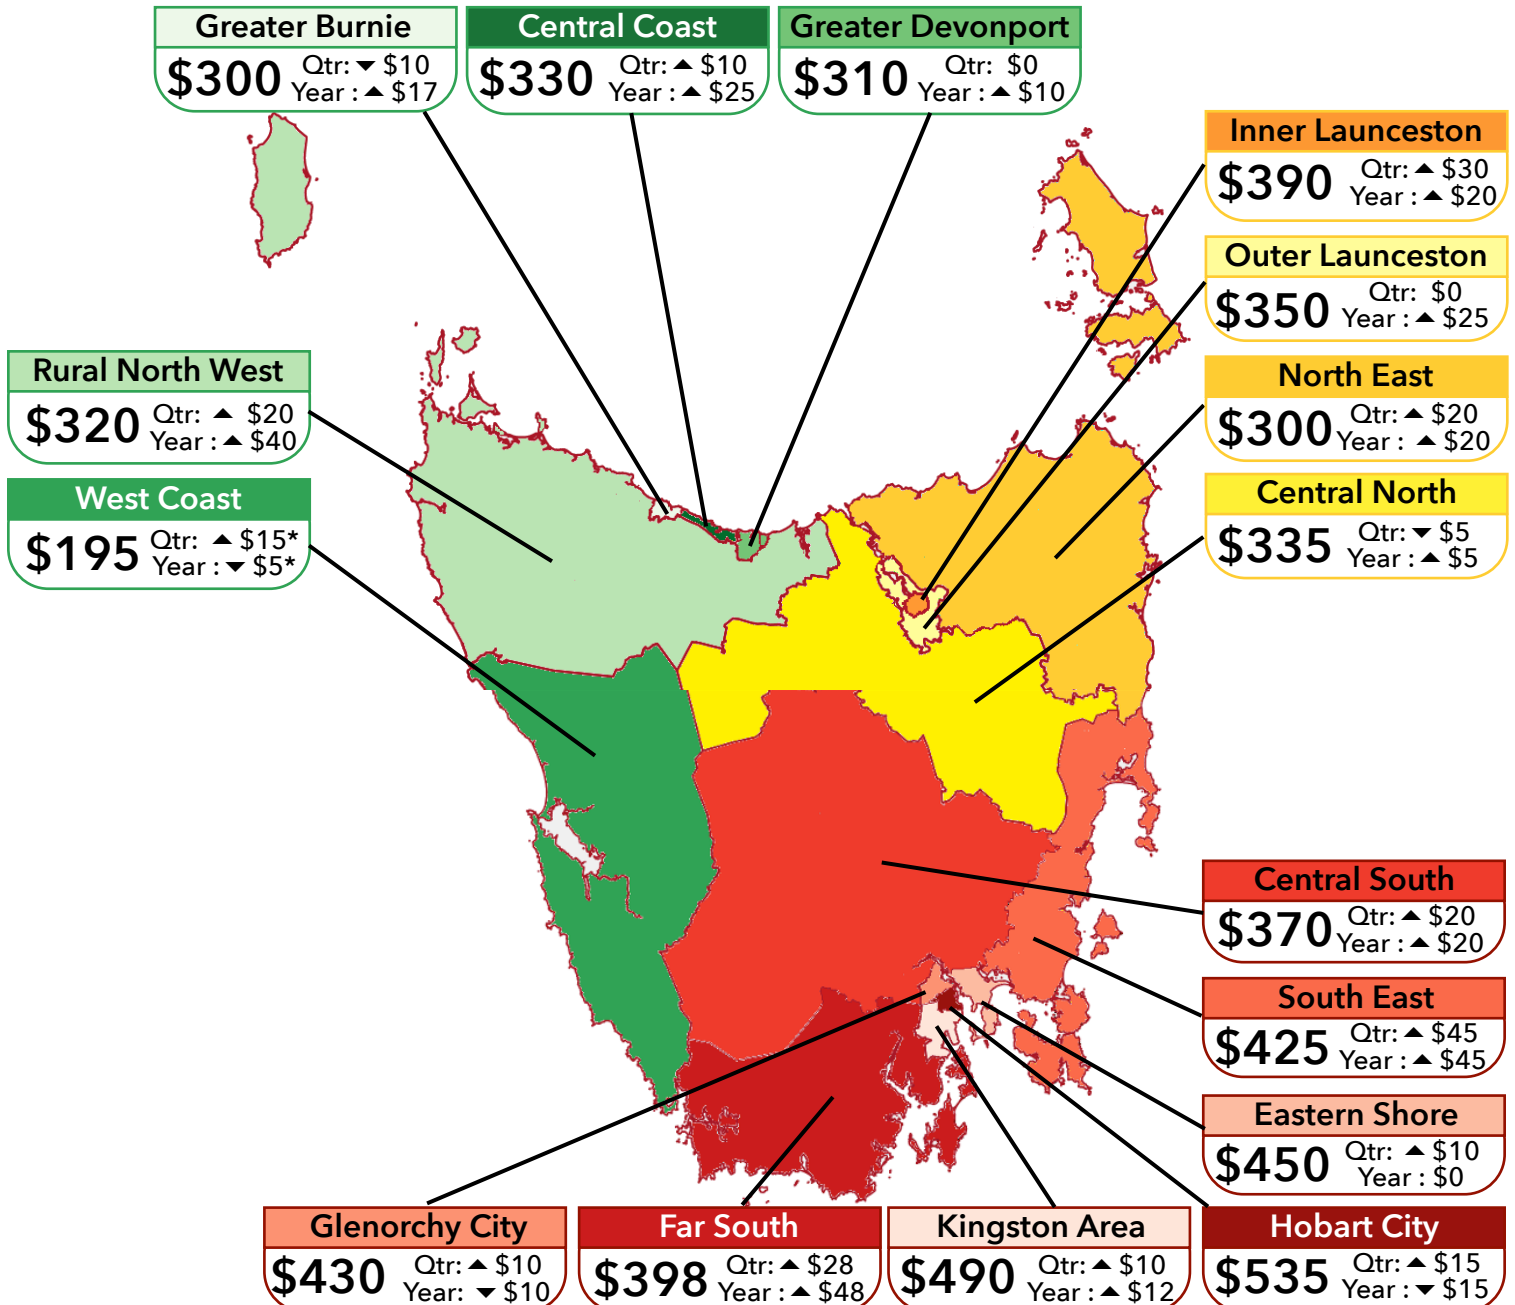 Greater Burnie
$300 Qtr: ▼ $10
Year : ▲ $17
Central Coast
$330 Qtr: ▲ $10
Year : ▲ $25
Greater Devonport
$310 Qtr: $0
Year : ▲ $10
Inner Launceston
$390 Qtr: ▲ $30
Year : ▲ $20
Outer Launceston
$350 Qtr: $0
Year : ▲ $25
Rural North West
$320 Qtr: ▲ $20
Year : ▲ $40
North East
$300 Qtr: ▲ $20
Year : ▲ $20
West Coast
$195 Qtr: ▲ $15*
Year : ▼ $5*
Central North
$335 Qtr: ▼ $5
Year : ▲ $5
Central South
$370 Qtr: ▲ $20
Year : ▲ $20
South East
$425 Qtr: ▲ $45
Year : ▲ $45
Eastern Shore
$450 Qtr: ▲ $10
Year : $0
Glenorchy City
$430 Qtr: ▲ $10
Year: ▼ $10
Far South
$398 Qtr: ▲ $28
Year : ▲ $48
Kingston Area
$490 Qtr: ▲ $10
Year : ▲ $12
Hobart City
$535 Qtr: ▲ $15
Year : ▼ $15